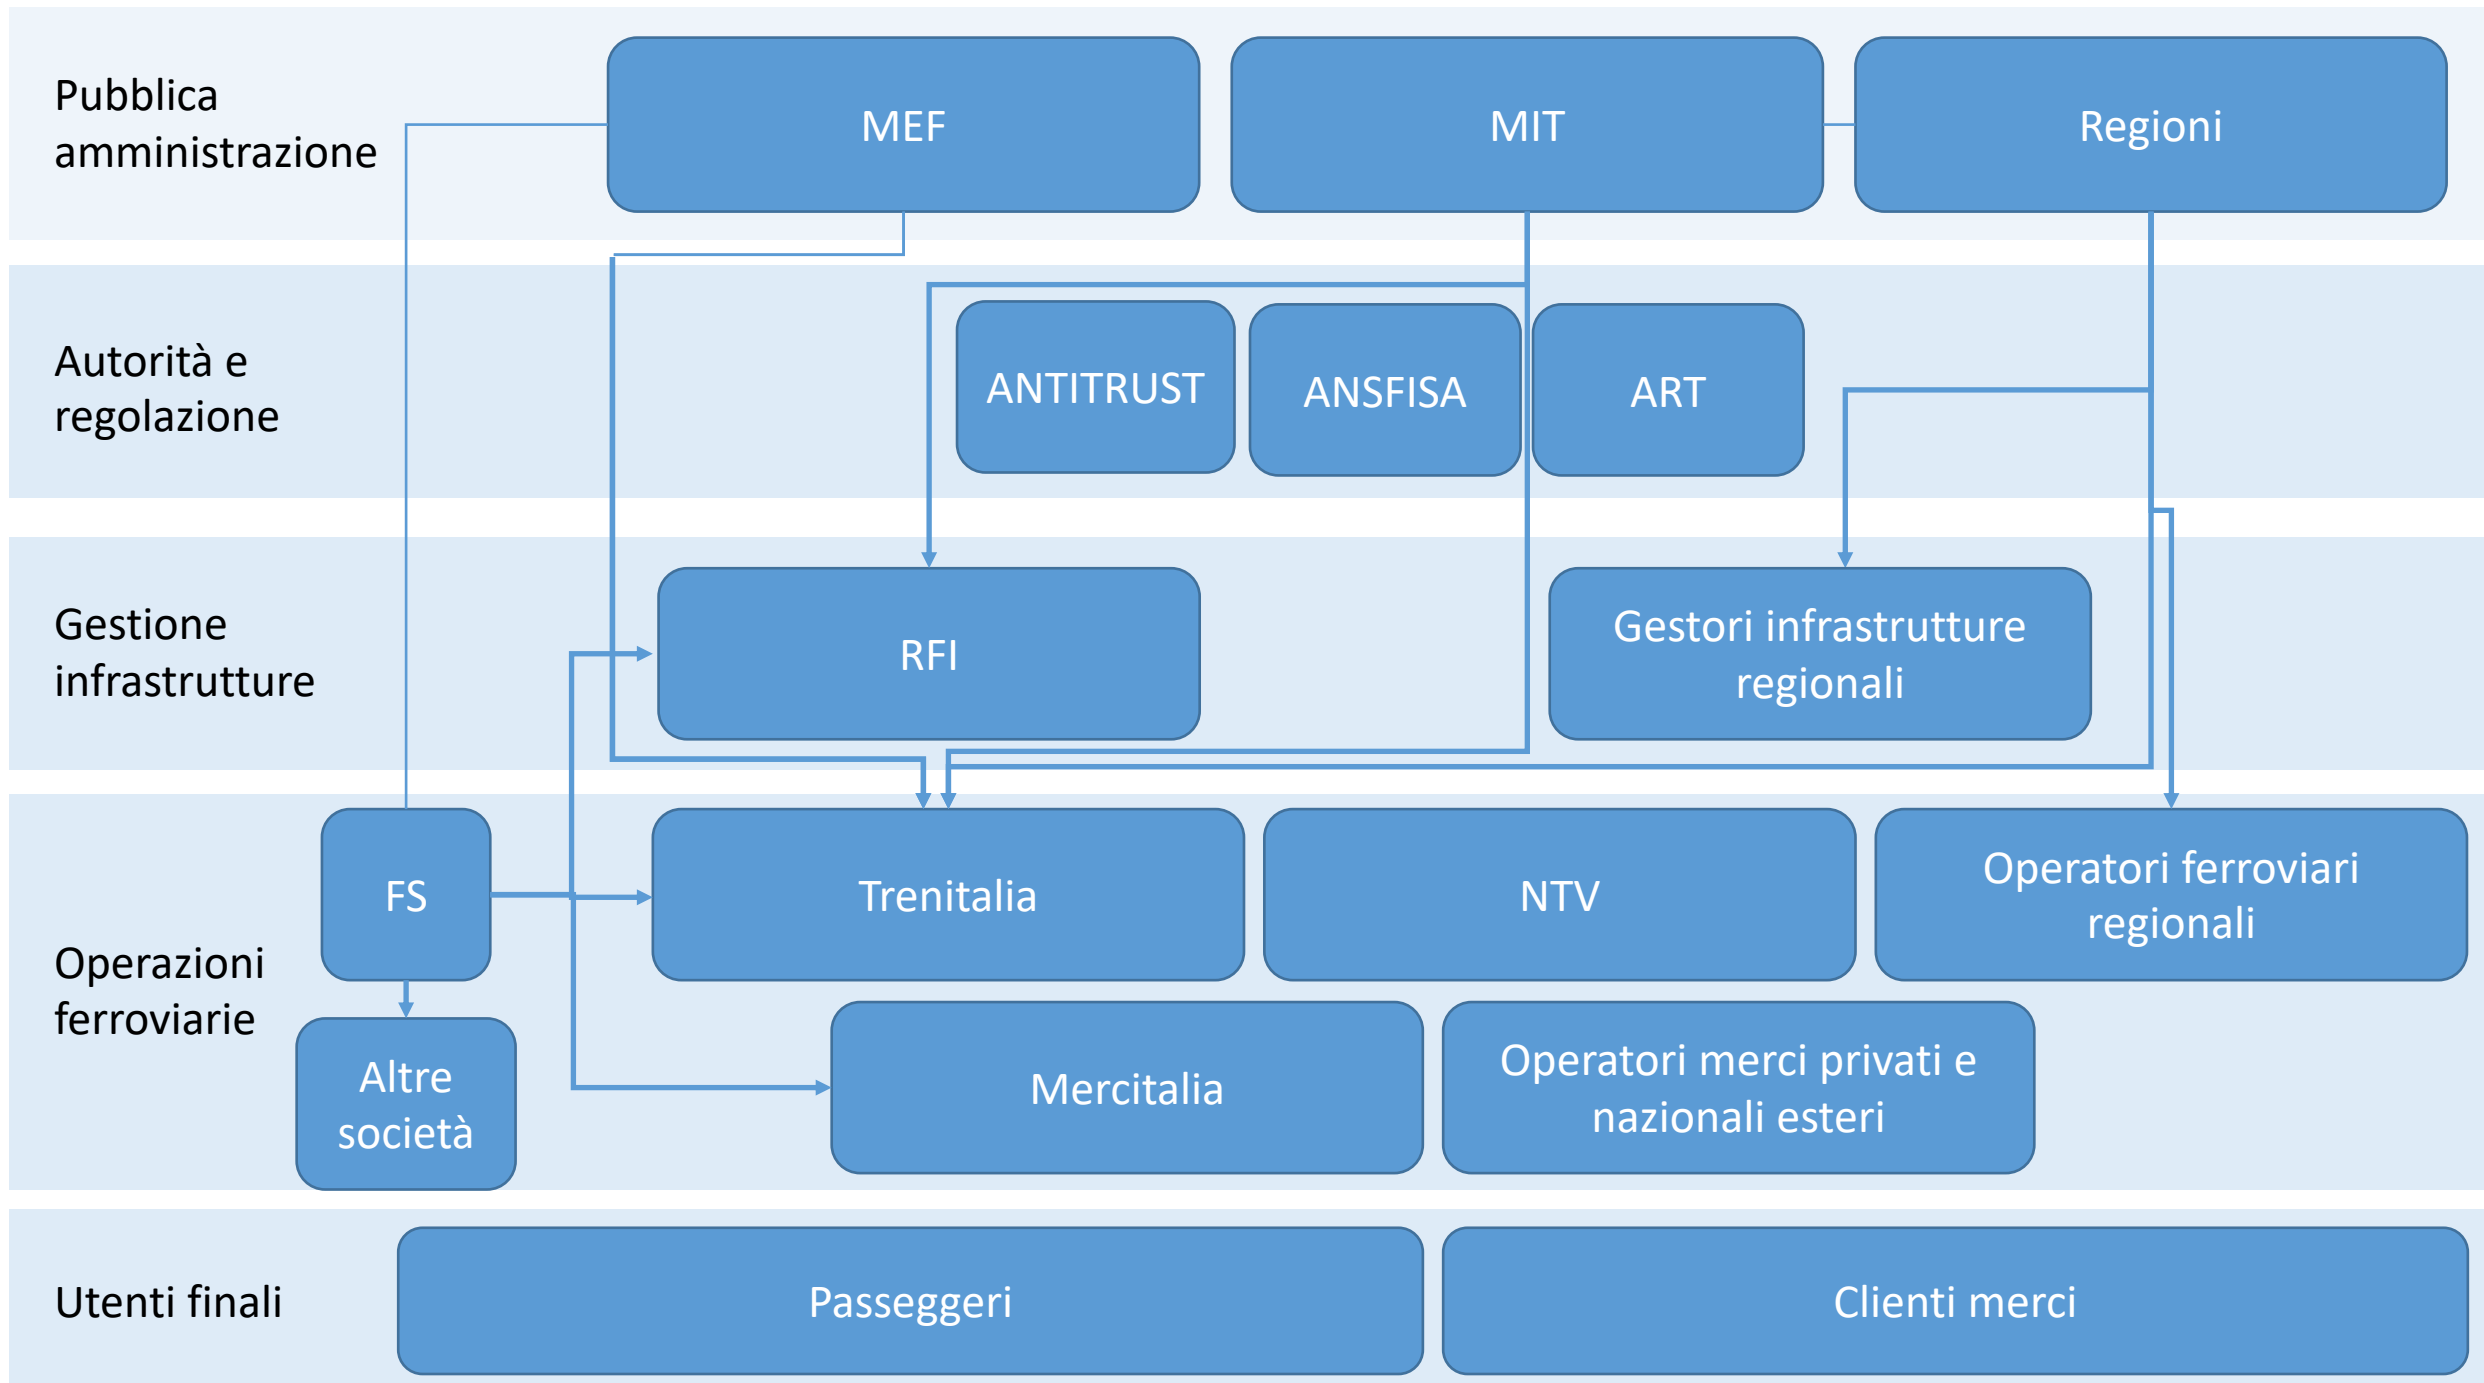 Pubblica
amministrazione
MEF
MIT
Regioni
Autorità e
regolazione
ANTITRUST
ANSFISA
ART
Gestione
infrastrutture
RFI
Gestori infrastrutture
regionali
Operazioni
ferroviarie
FS
Trenitalia
NTV
Operatori ferroviari
regionali
Altre
società
Mercitalia
Operatori merci privati e
nazionali esteri
Utenti finali
Passeggeri
Clienti merci